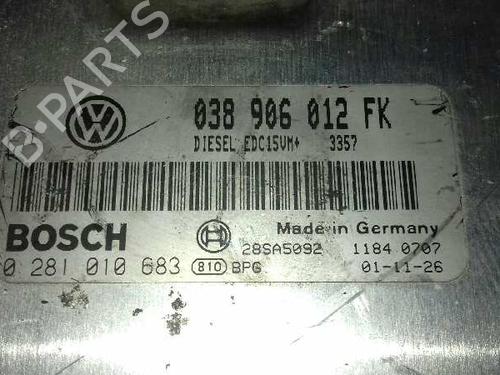 038 906 012 FK
DIESEL EDC15VM+ 3357
BOSCH
Made in Germany
28SA5092 1184 0707
0 281 010 683 810 BPG 01-11-26